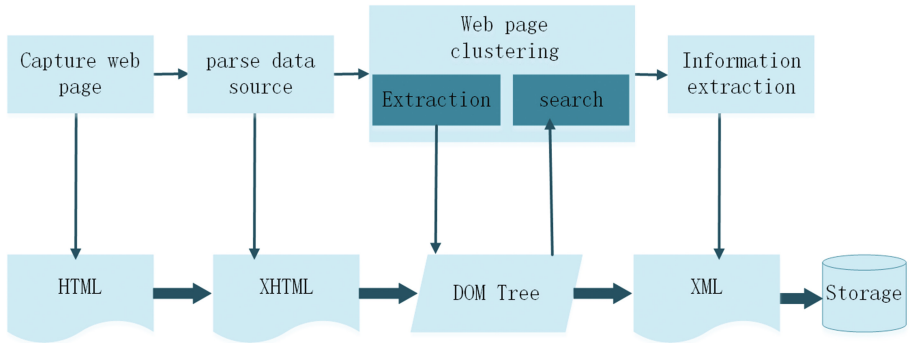 Capture web
page
parse data
source
Web page
clustering
Extraction
search
Information
extraction
HTML
XHTML
DOM Tree
XML
Storage